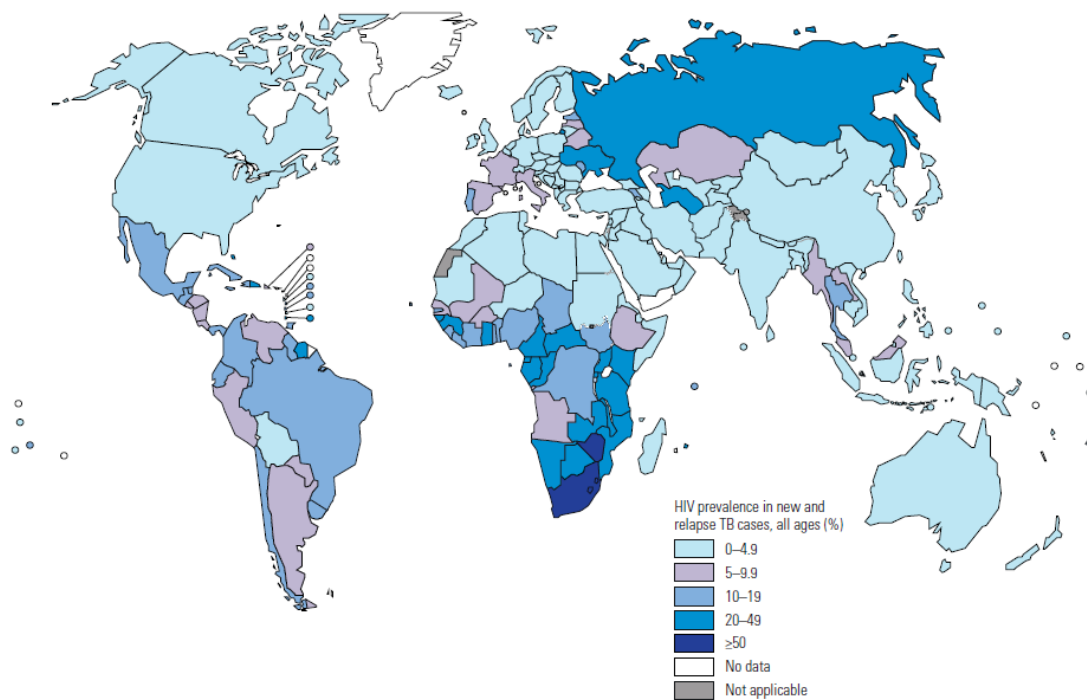 HIV prevalence in new and
relapse TB cases, all ages (%)
0–4.9
5–9.9
10–19
20–49
≥50
No data
Not applicable